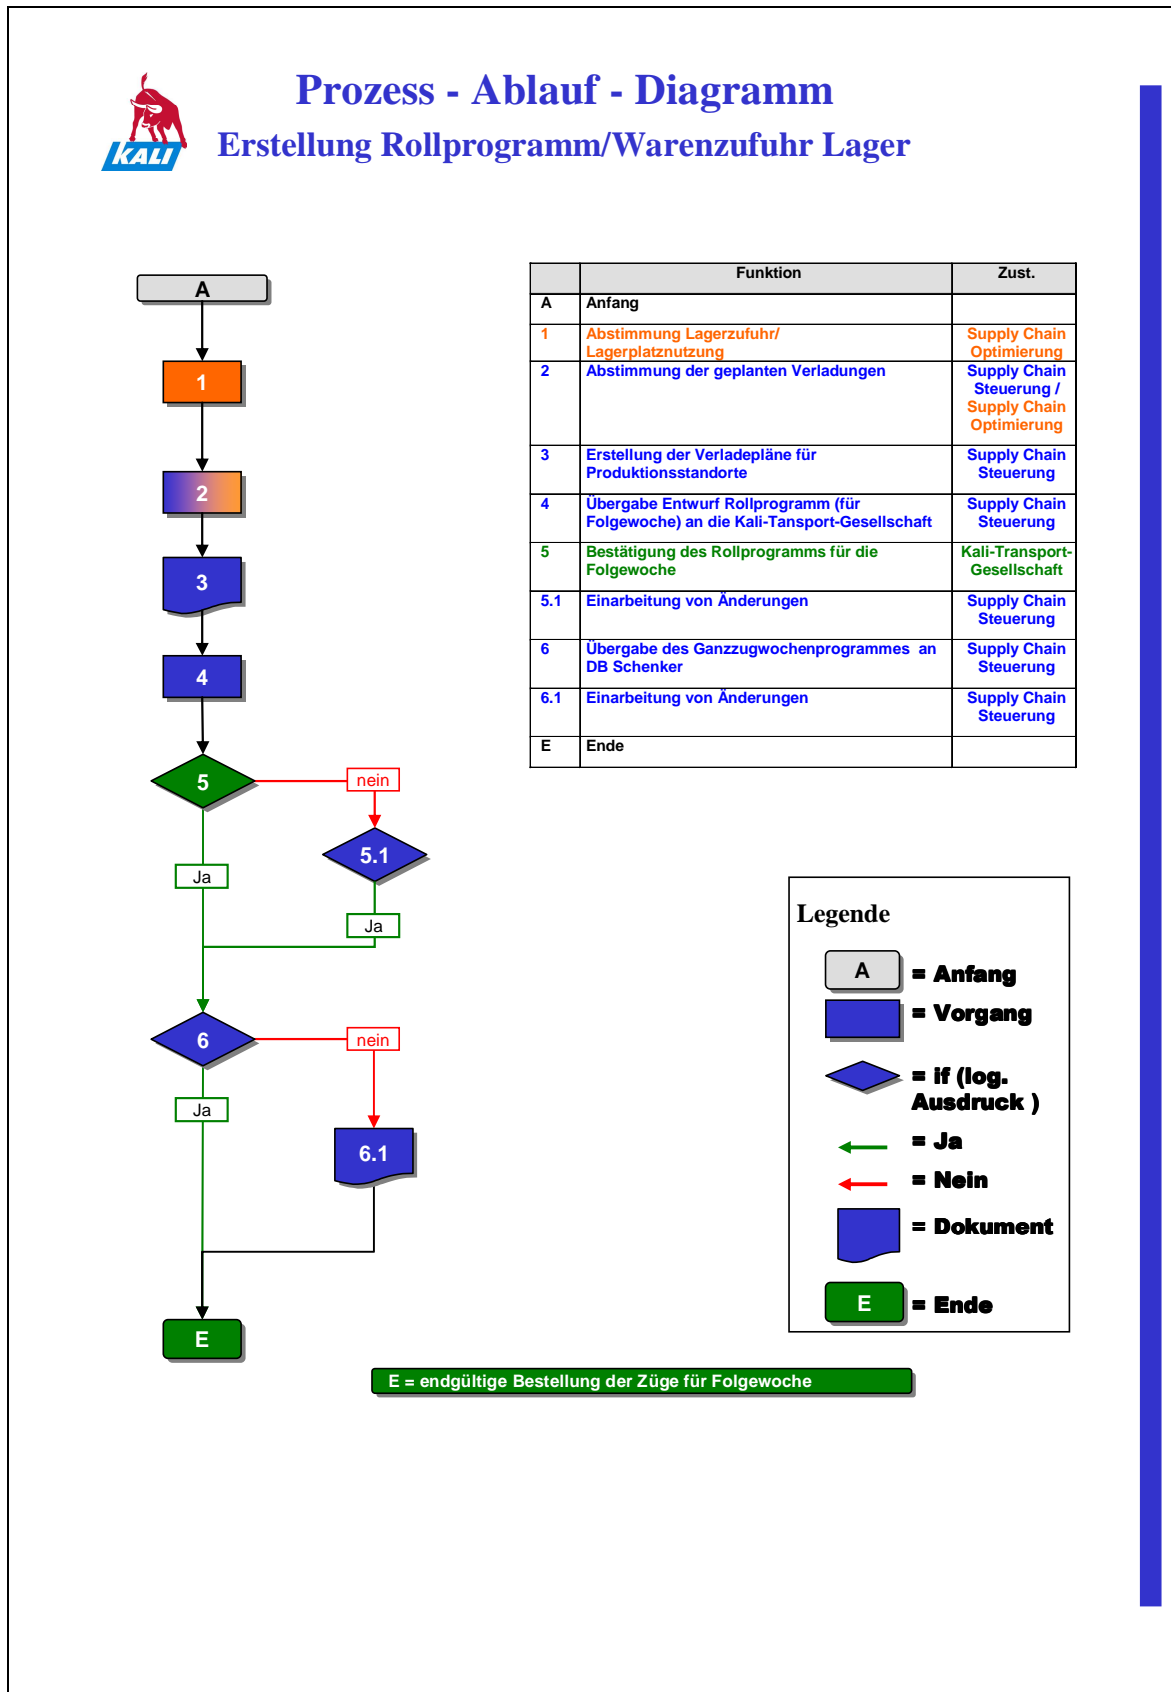 Prozess - Ablauf - Diagramm
Erstellung Rollprogramm/Warenzufuhr Lager
KALI
A
1
2
3
4
5
nein
5.1
Ja
Ja
6
nein
Ja
6.1
E
Funktion Zust.
A Anfang
1 Abstimmung Lagerzufuhr/ Supply Chain
Lagerplatznutzung Optimierung
2 Abstimmung der geplanten Verladungen Supply Chain
Steuerung /
Supply Chain
Optimierung
3 Erstellung der Verladepläne für Supply Chain
Produktionsstandorte Steuerung
4 Übergabe Entwurf Rollprogramm (für Supply Chain
Folgewoche) an die Kali-Tansport-Gesellschaft Steuerung
5 Bestätigung des Rollprogramms für die Kali-Transport-
Folgewoche Gesellschaft
5.1 Einarbeitung von Änderungen Supply Chain
Steuerung
6 Übergabe des Ganzzugwochenprogrammes an Supply Chain
DB Schenker Steuerung
6.1 Einarbeitung von Änderungen Supply Chain
Steuerung
E Ende
Legende
A = Anfang
= Vorgang
= if (log.
Ausdruck )
= Ja
= Nein
= Dokument
E = Ende
E = endgültige Bestellung der Züge für Folgewoche